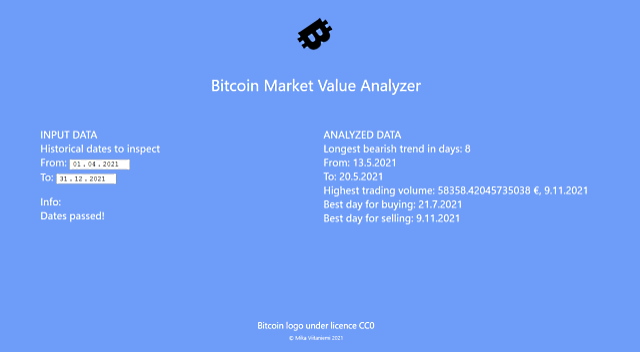 Bitcoin Market Value Analyzer
INPUT DATA
Historical dates to inspect
From: 01.04.2021
To: 31.12.2021
Info:
Dates passed!
ANALYZED DATA
Longest bearish trend in days: 8
From: 13.5.2021
To: 20.5.2021
Highest trading volume: 58358.42045735038 €, 9.11.2021
Best day for buying: 21.7.2021
Best day for selling: 9.11.2021
Bitcoin logo under licence CC0
© Mika Vitaniemi 2021